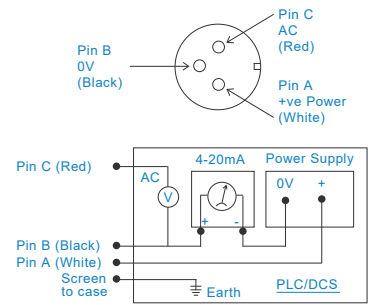 Pin C
AC
(Red)
Pin B
0V
(Black)
Pin A
+ve Power
(White)
Pin C (Red)
AC
4-20mA
Power Supply
V
0V
+
+
-
Pin B (Black)
Pin A (White)
Screen
to case
Earth
PLC/DCS